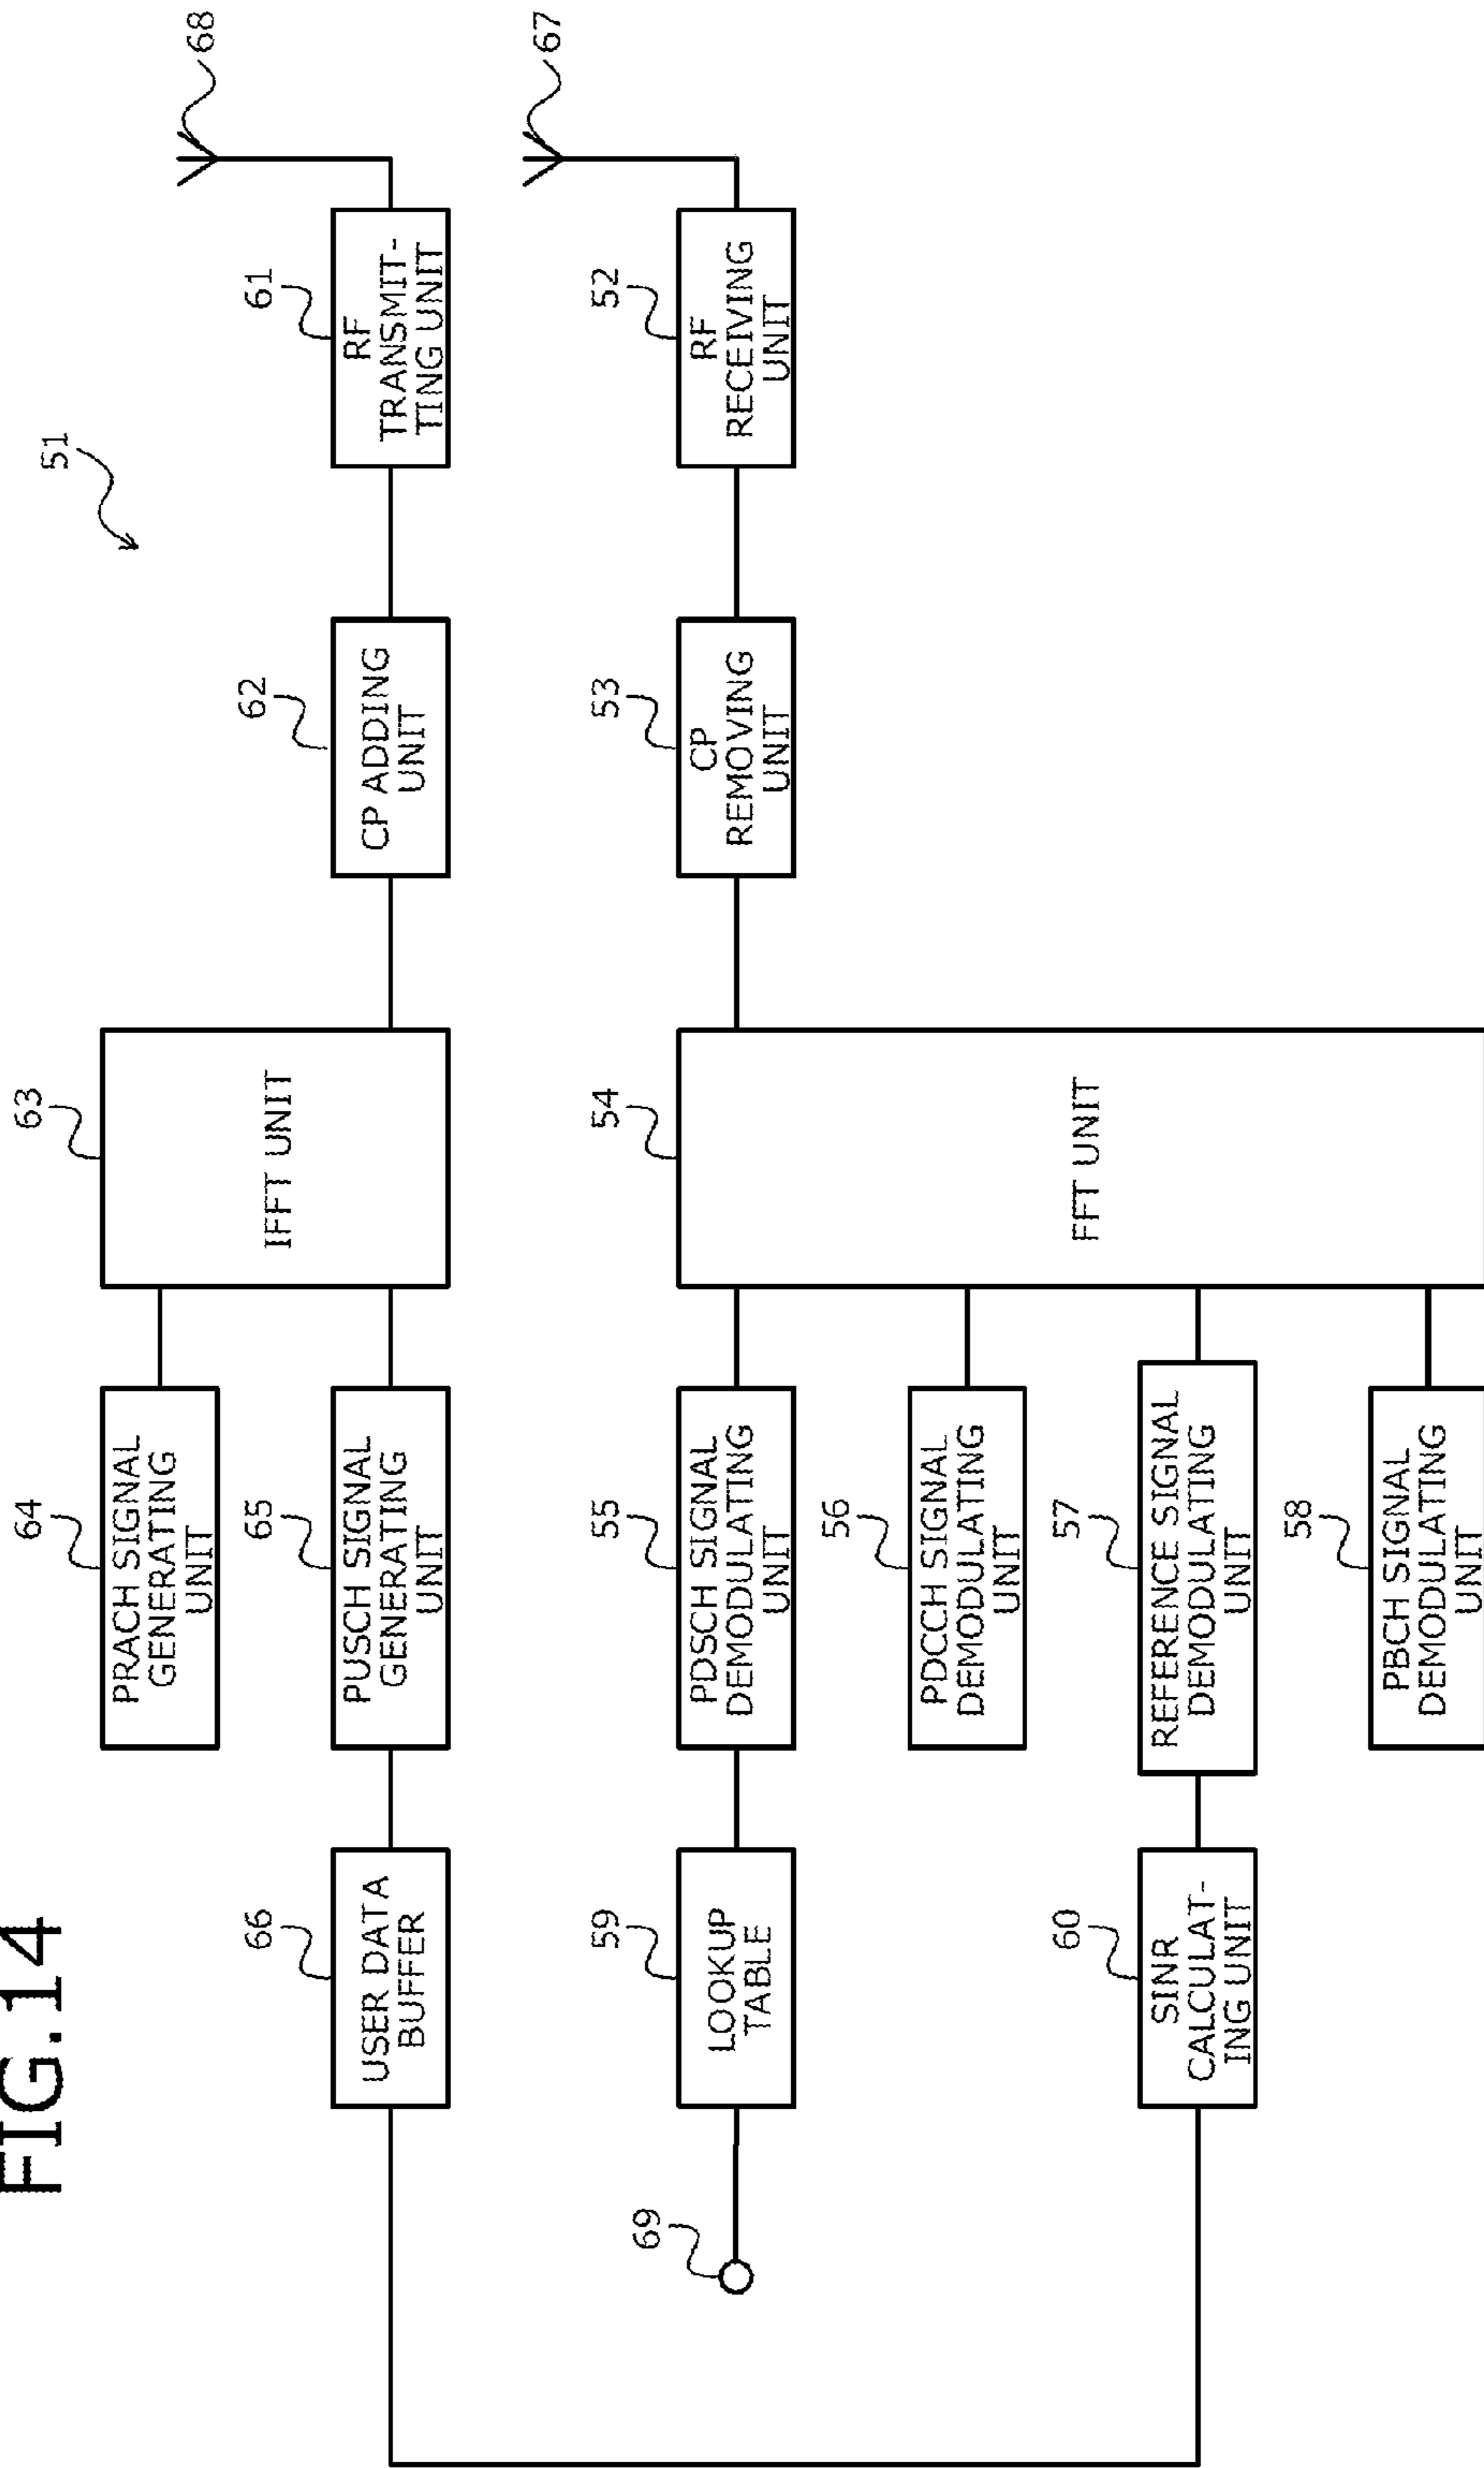 FIG.14
51
68
67
61
RF
TRANSMIT-
TING UNIT
62
CP ADDING
UNIT
63
IFFT UNIT
64
PRACH SIGNAL
GENERATING
UNIT
65
PUSCH SIGNAL
GENERATING
UNIT
66
USER DATA
BUFFER
52
RF
RECEIVING
UNIT
53
CP
REMOVING
UNIT
54
FFT UNIT
55
PDSCH SIGNAL
DEMODULATING
UNIT
56
PDCCH SIGNAL
DEMODULATING
UNIT
57
REFERENCE SIGNAL
DEMODULATING
UNIT
58
PBCH SIGNAL
DEMODULATING
UNIT
59
LOOKUP
TABLE
60
SINR
CALCULAT-
ING UNIT
69